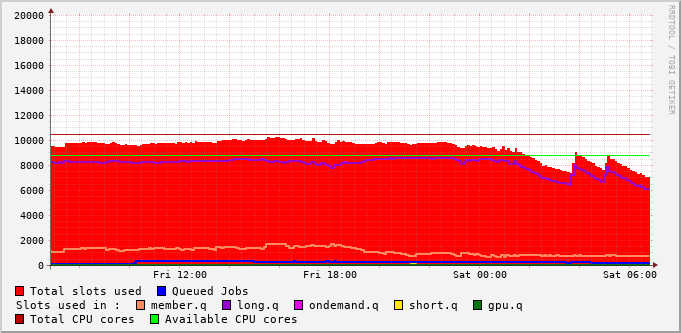 RRDTOOL / TOBI OETIKER
20000
18000
16000
14000
12000
10000
8000
6000
4000
2000
0
Fri 12:00 Fri 18:00 Sat 00:00 Sat 06:00
Total slots used Queued Jobs
Slots used in : member.q long.q ondemand.q short.q gpu.q
Total CPU cores Available CPU cores